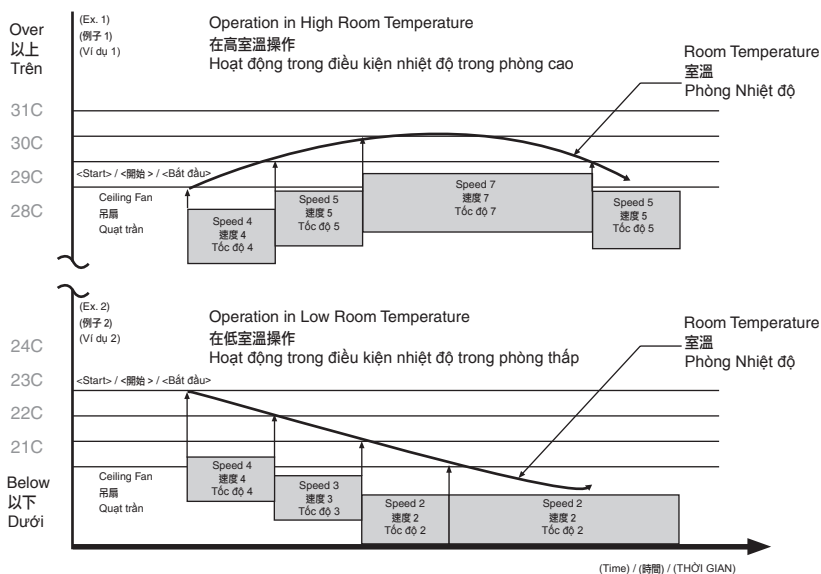 Over
以上
Trên
(Ex. 1)
(例子 1)
(Ví dụ 1)
Operation in High Room Temperature
在高室溫操作
Hoạt động trong điều kiện nhiệt độ trong phòng cao
Room Temperature
室溫
Phòng Nhiệt độ
31C
30C
29C
28C
<Start> / <開始 > / <Bắt đầu>
Ceiling Fan
吊扇
Quạt trần
Speed 4
速度 4
Tốc độ 4
Speed 5
速度 5
Tốc độ 5
Speed 7
速度 7
Tốc độ 7
Speed 5
速度 5
Tốc độ 5
(Ex. 2)
(例子 2)
(Ví dụ 2)
Operation in Low Room Temperature
在低室溫操作
Hoạt động trong điều kiện nhiệt độ trong phòng thấp
Room Temperature
室溫
Phòng Nhiệt độ
24C
23C
22C
21C
<Start> / <開始 > / <Bắt đầu>
Below
以下
Dưới
Ceiling Fan
吊扇
Quạt trần
Speed 4
速度 4
Tốc độ 4
Speed 3
速度 3
Tốc độ 3
Speed 2
速度 2
Tốc độ 2
Speed 2
速度 2
Tốc độ 2
(Time) / (時間) / (THỜI GIAN)